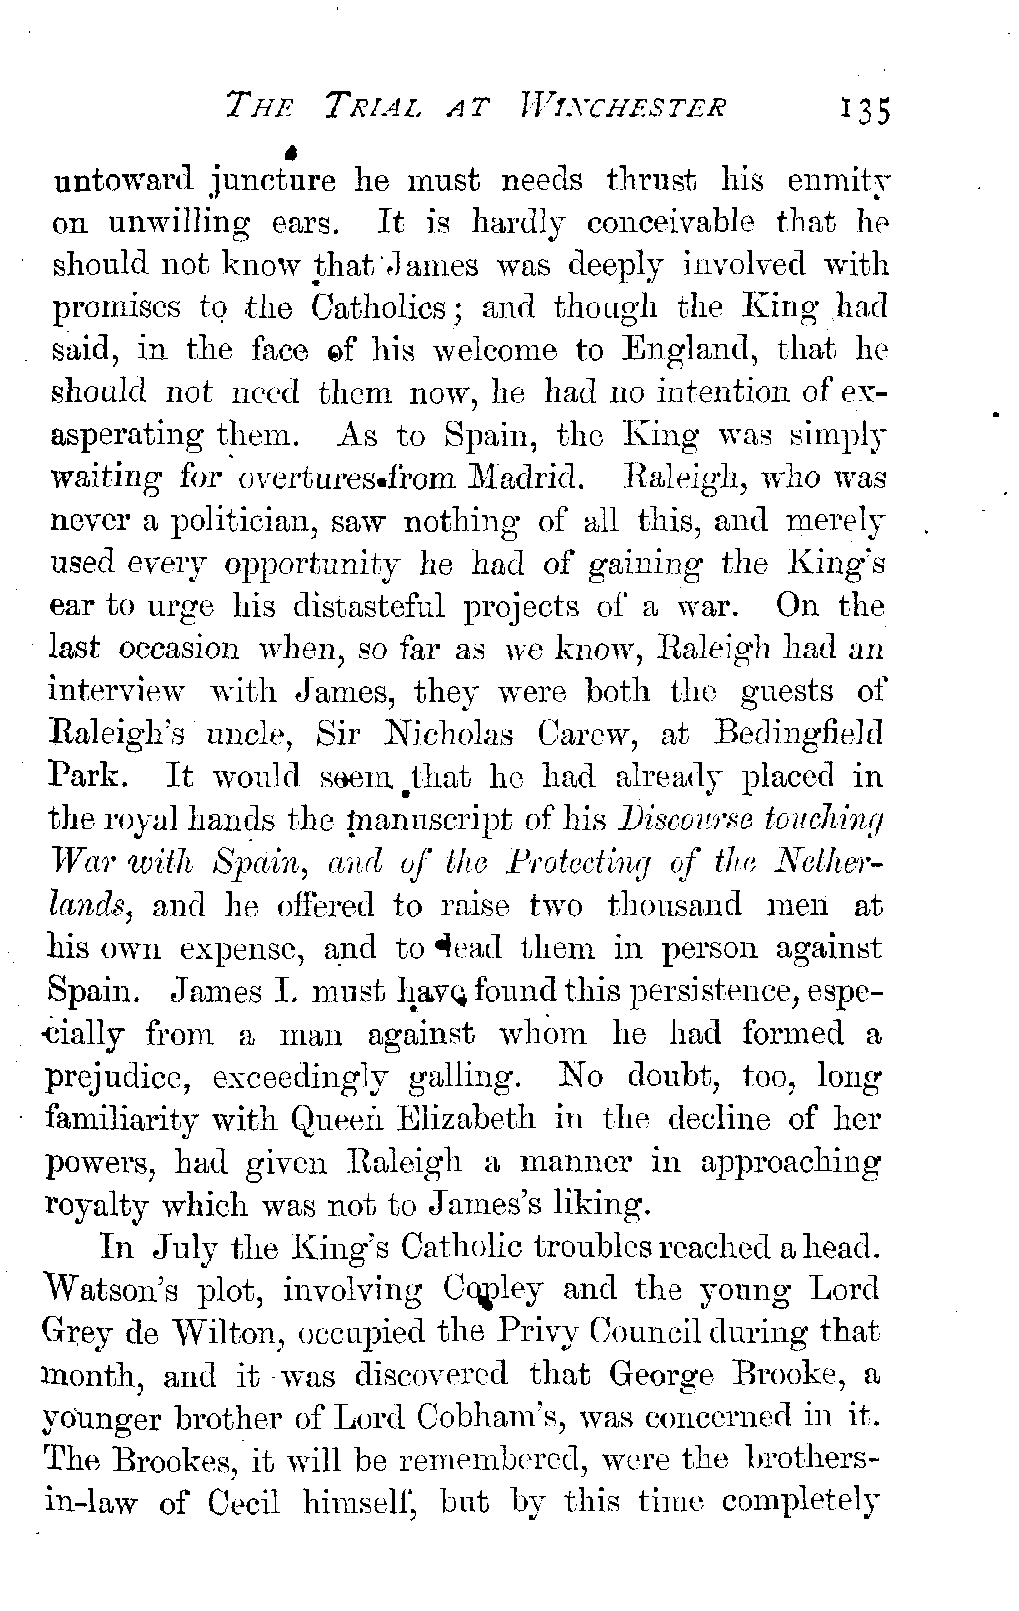 THE TRIAL AT WINCHESTER 135
untoward juncture he must needs thrust his enmity
on unwilling ears. It is hardly conceivable that he
should not know that James was deeply involved with
promises to the Catholics; and though the King had
said, in the face of his welcome to England, that he
should not need them now, he had no intention of ex-
asperating them. As to Spain, the King was simply
waiting for overtures from Madrid. Raleigh, who was
never a politician, saw nothing of all this, and merely
used every opportunity he had of gaining the King's
ear to urge his distasteful projects of a war. On the
last occasion when, so far as we know, Raleigh had an
interview with James, they were both the guests of
Raleigh's uncle, Sir Nicholas Carew, at Bedingfield
Park. It would seem that he had already placed in
the royal hands the manuscript of his Discourse touching
War with Spain, and of the Protecting of the Nether-
lands, and he offered to raise two thousand men at
his own expense, and to lead them in person against
Spain. James I. must have found this persistence, espe-
cially from a man against whom he had formed a
prejudice, exceedingly galling. No doubt, too, long
familiarity with Queen Elizabeth in the decline of her
powers, had given Raleigh a manner in approaching
royalty which was not to James's liking.
In July the King's Catholic troubles reached a head.
Watson's plot, involving Copley and the young Lord
Grey de Wilton, occupied the Privy Council during that
month, and it was discovered that George Brooke, a
younger brother of Lord Cobham's, was concerned in it.
The Brookes, it will be remembered, were the brothers-
in-law of Cecil himself, but by this time completely